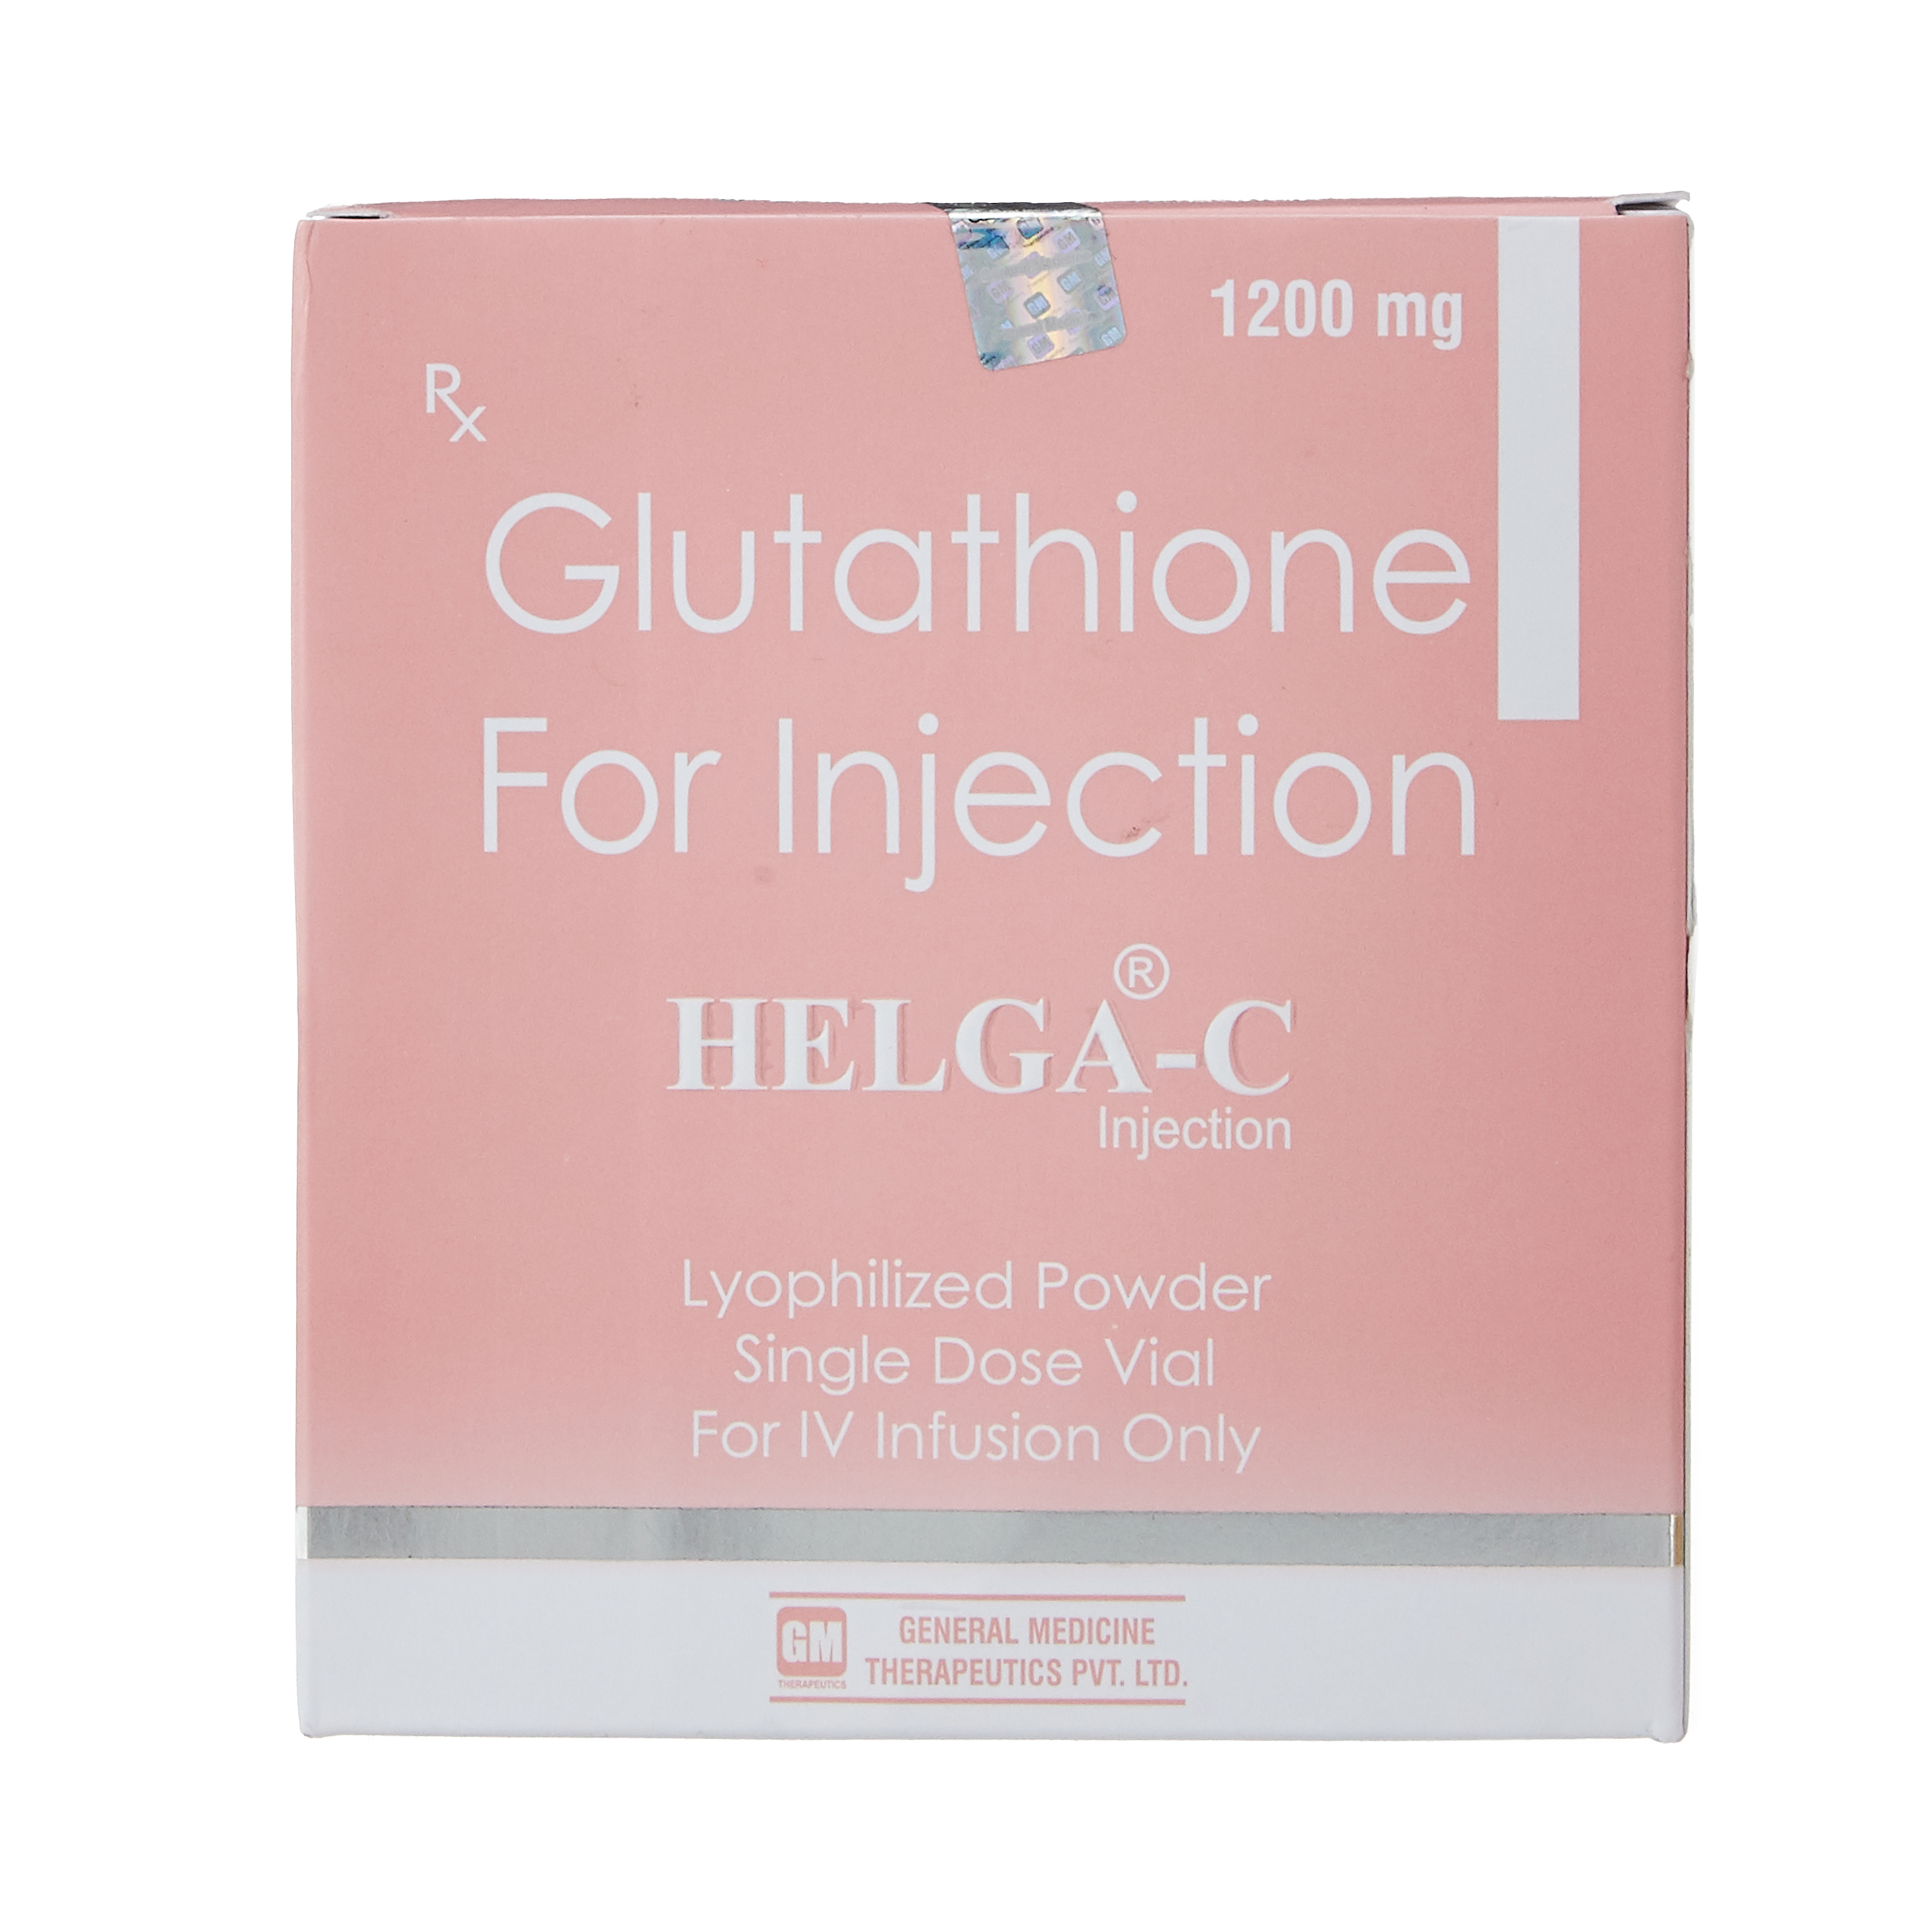 1200 mg
Rx
Glutathione
For Injection
HELGA®-C
Injection
Lyophilized Powder
Single Dose Vial
For IV Infusion Only
GM
THERAPEUTICS
GENERAL MEDICINE
THERAPEUTICS PVT. LTD.